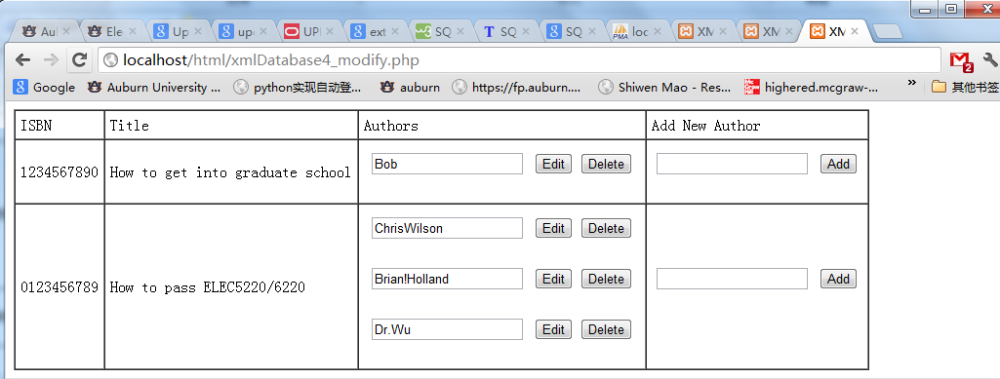 Aul
Ele
Up
up
UPI
ext
SQ
SQ
SQ
loc
XM
XM
XM
localhost/html/xmlDatabase4_modify.php
2
Google
Auburn University ...
python实现自动登...
auburn
https://fp.auburn....
Shiwen Mao - Res...
highered.mcgraw-...
»
其他书签
ISBN Title Authors Add New Author
1234567890 How to get into graduate school Bob Edit Delete Add
ChrisWilson Edit Delete
0123456789 How to pass ELEC5220/6220 Brian!Holland Edit Delete Add
Dr.Wu Edit Delete